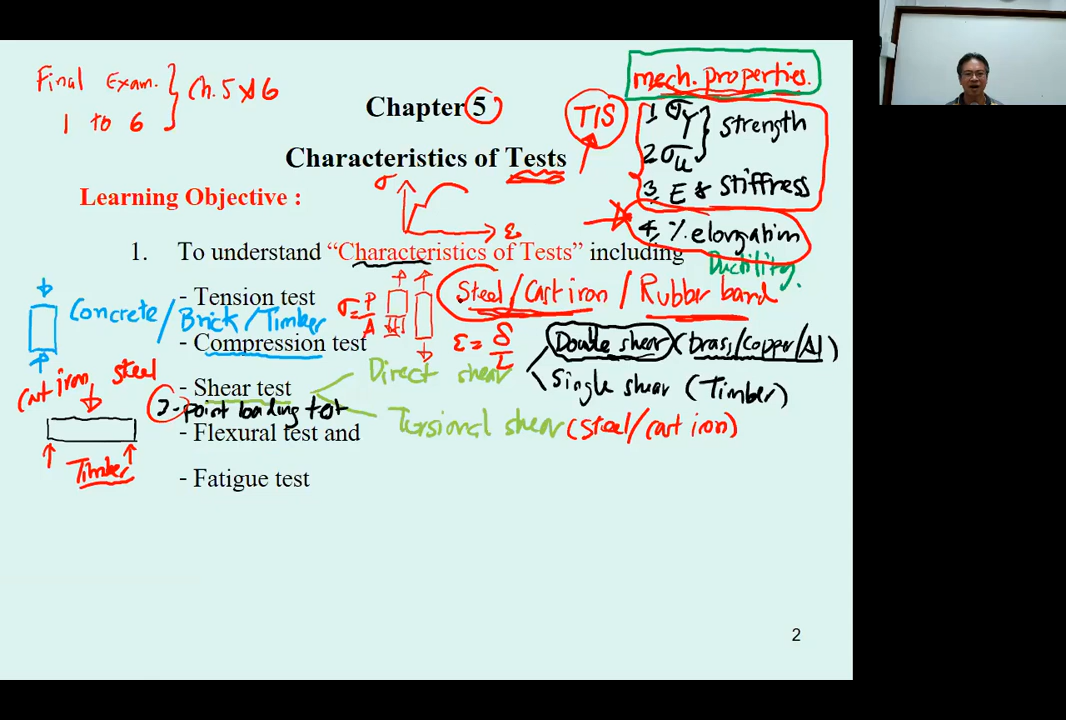 Final Exam. } Ch. 5 & 6
1 to 6
mech. properties.
Chapter 5
TIS
1 σy } Strength
2 σu
3. E & Stiffness
4. % elongation
Ductility.
Characteristics of Tests
σ
ε
Learning Objective :
1. To understand “Characteristics of Tests” including
- Tension test
σ = P/A
Steel/Cast iron / Rubber band
Concrete/Brick/Timber
- Compression test
ε = δ/L
Double shear (brass/Copper/Al)
Cast iron steel
- Shear test
Direct shear
Single shear (Timber)
-point loading test
Torsional shear (steel/cast iron)
- Flexural test and
Timber
- Fatigue test
2